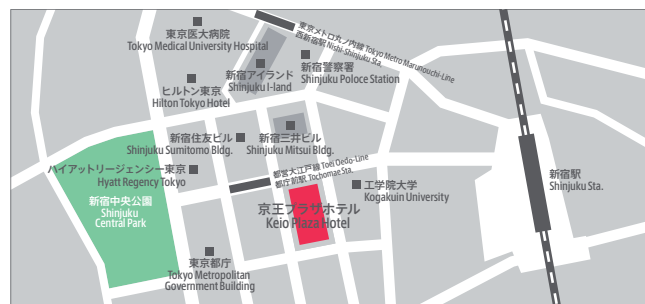 東京医大病院
Tokyo Medical University Hospital
東京メトロ丸ノ内線 Tokyo Metro Marunouchi-Line
西新宿駅 Nishi-Shinjuku Sta.
新宿アイランド
Shinjuku I-land
新宿警察署
Shinjuku Poloce Station
ヒルトン東京
Hilton Tokyo Hotel
新宿住友ビル
Shinjuku Sumitomo Bldg.
新宿三井ビル
Shinjuku Mitsui Bldg.
ハイアットリージェンシー東京
Hyatt Regency Tokyo
都営大江戸線 Toei Oedo-Line
都庁前駅 Tochomae Sta.
工学院大学
Kogakuin University
新宿駅
Shinjuku Sta.
新宿中央公園
Shinjuku
Central Park
京王プラザホテル
Keio Plaza Hotel
東京都庁
Tokyo Metropolitan
Government Building